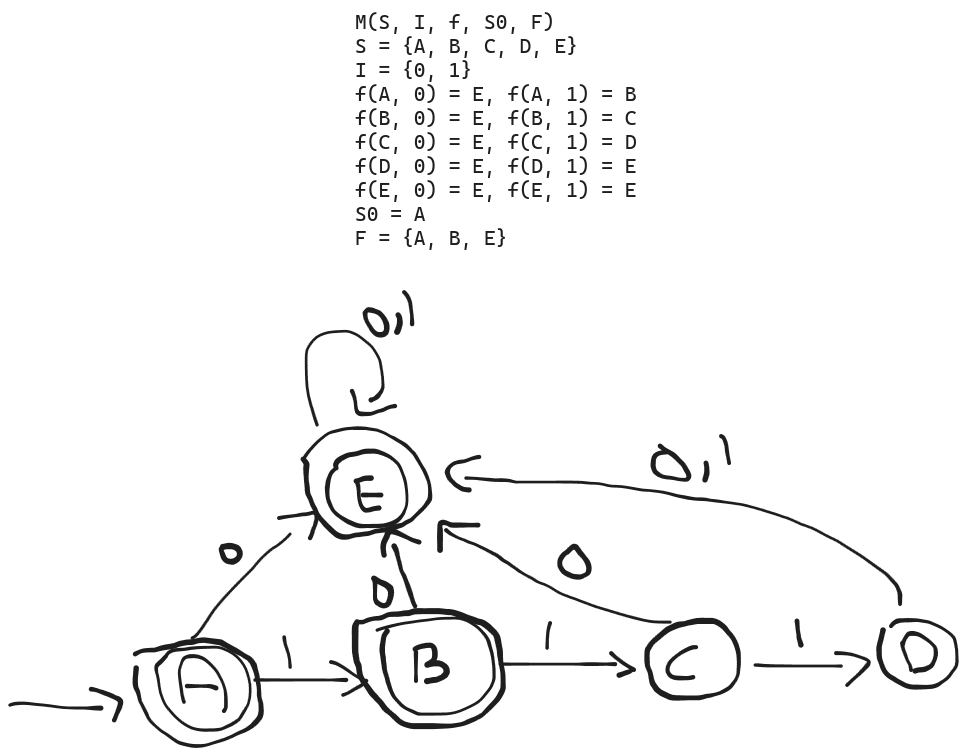 M(S, I, f, S0, F)
S = {A, B, C, D, E}
I = {0, 1}
f(A, 0) = E, f(A, 1) = B
f(B, 0) = E, f(B, 1) = C
f(C, 0) = E, f(C, 1) = D
f(D, 0) = E, f(D, 1) = E
f(E, 0) = E, f(E, 1) = E
S0 = A
F = {A, B, E}
0,1
E
0,1
0
0
0
A
1
B
1
C
1
D